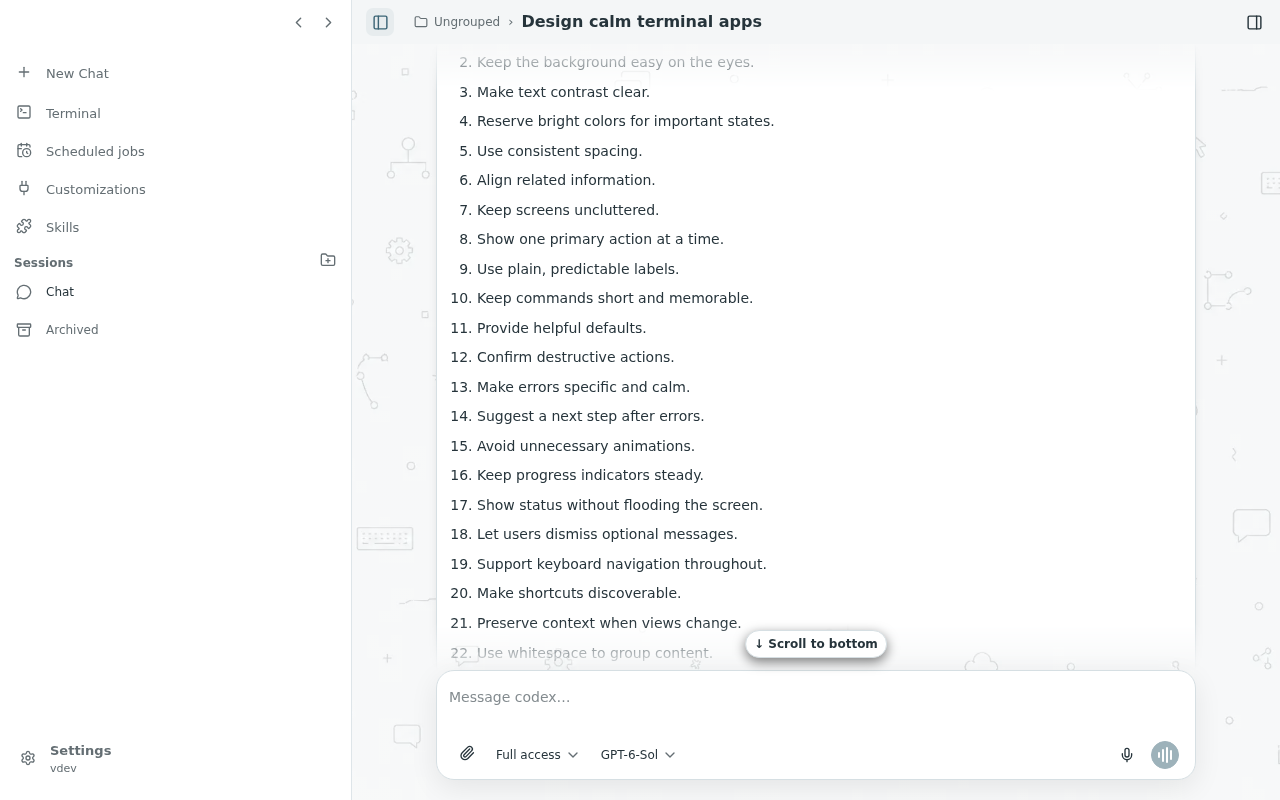 Ungrouped › Design calm terminal apps
New Chat
Terminal
Scheduled jobs
Customizations
Skills
Sessions
Chat
Archived
Settings
vdev
2. Keep the background easy on the eyes.
3. Make text contrast clear.
4. Reserve bright colors for important states.
5. Use consistent spacing.
6. Align related information.
7. Keep screens uncluttered.
8. Show one primary action at a time.
9. Use plain, predictable labels.
10. Keep commands short and memorable.
11. Provide helpful defaults.
12. Confirm destructive actions.
13. Make errors specific and calm.
14. Suggest a next step after errors.
15. Avoid unnecessary animations.
16. Keep progress indicators steady.
17. Show status without flooding the screen.
18. Let users dismiss optional messages.
19. Support keyboard navigation throughout.
20. Make shortcuts discoverable.
21. Preserve context when views change.
22. Use whitespace to group content.
↓ Scroll to bottom
Message codex...
Full access GPT-6-Sol